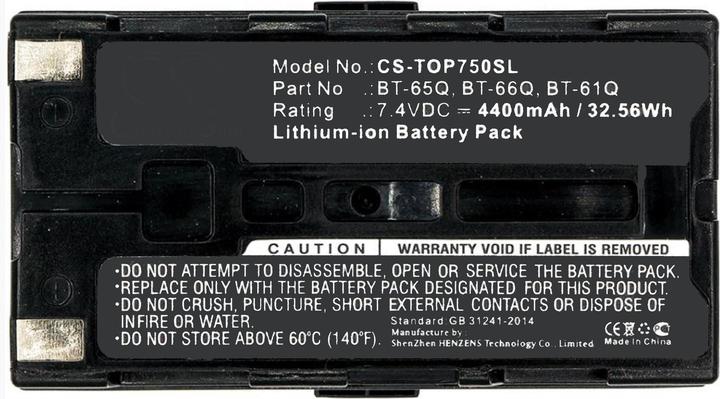 Model No.:CS-TOP750SL
Part No .:BT-65Q, BT-66Q, BT-61Q
Rating .:7.4VDC ⎓ 4400mAh / 32.56Wh
Lithium-ion Battery Pack
CAUTION | WARRANTY VOID IF LABEL IS REMOVED
•DO NOT ATTEMPT TO DISASSEMBLE, OPEN OR SERVICE THE BATTERY PACK.
•REPLACE ONLY WITH THE BATTERY PACK DESIGNATED FOR THIS PRODUCT.
•DO NOT CRUSH, PUNCTURE, SHORT EXTERNAL CONTACTS OR DISPOSE OF
INFIRE OR WATER.
•DO NOT STORE ABOVE 60°C (140°F).
Standard:GB 31241-2014
Manufacture by :
ShenZhen HENZENS Technology Co., Limited
CE
Made in China